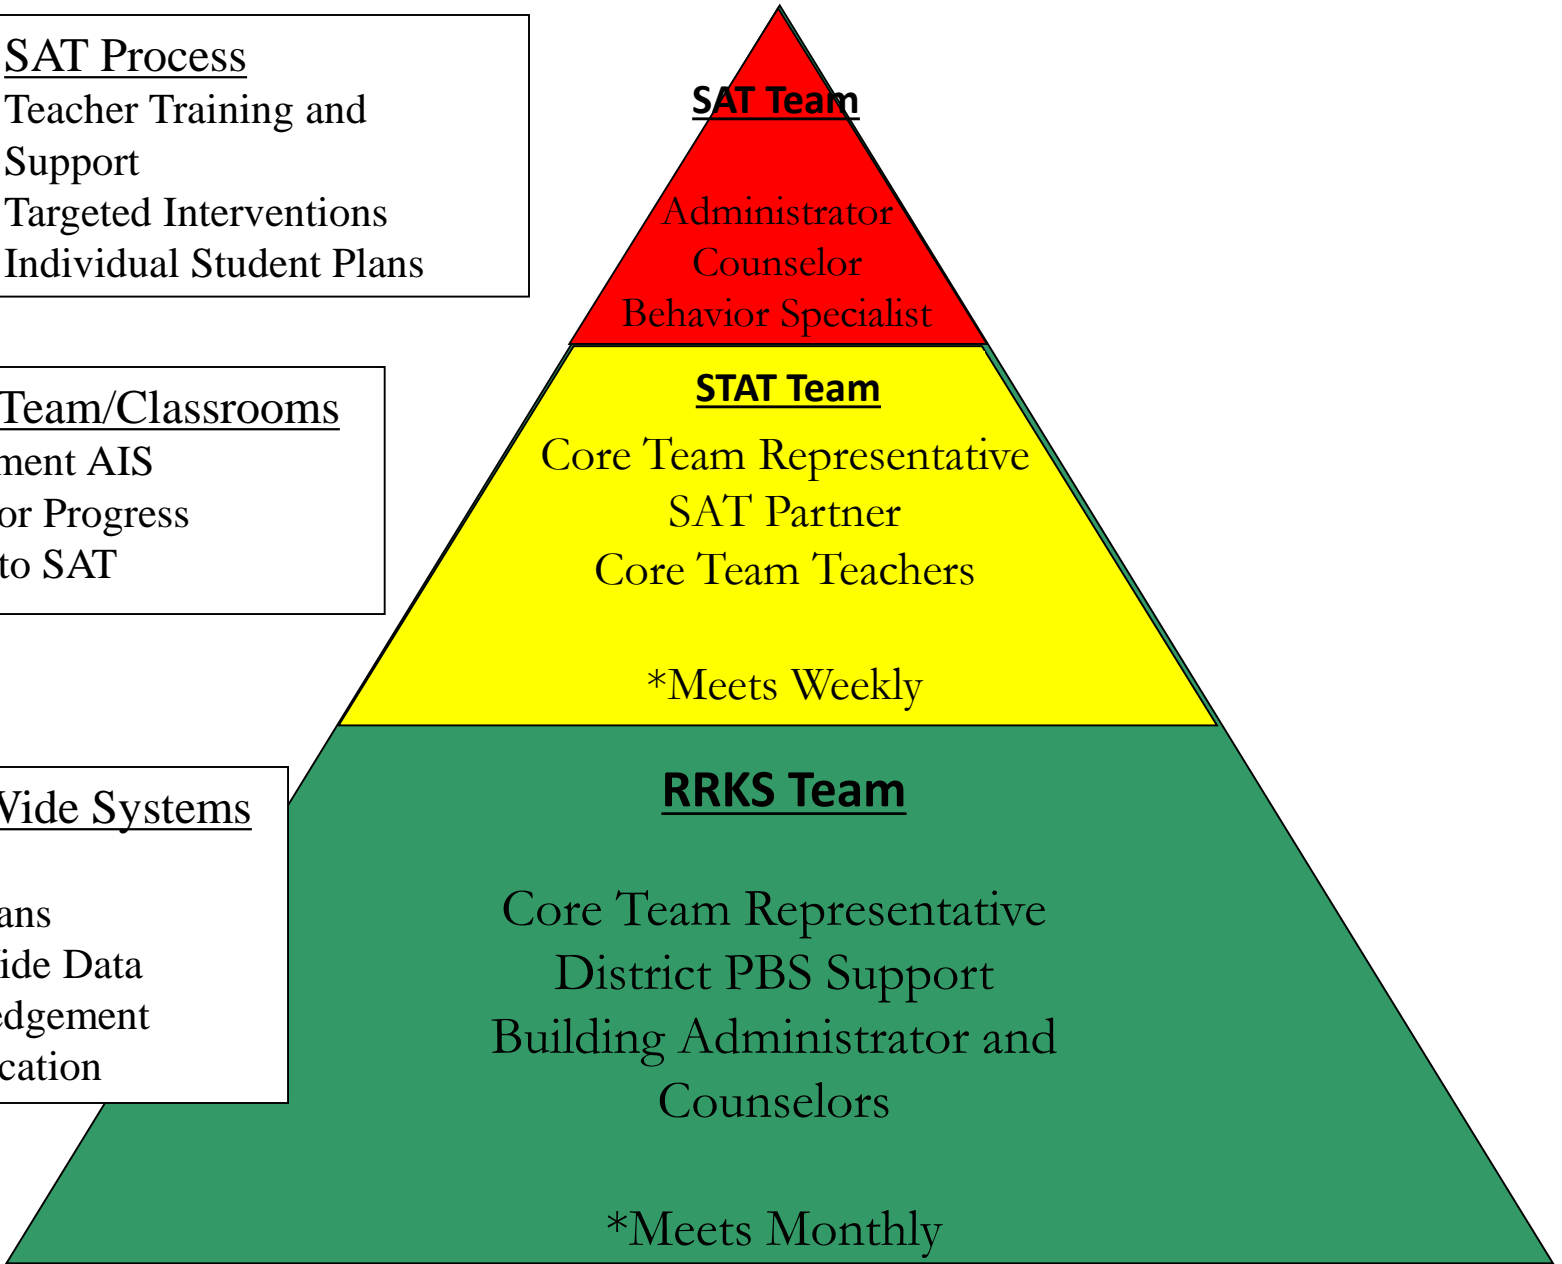 SAT Process
Teacher Training and
Support
Targeted Interventions
Individual Student Plans
SAT Team
Administrator
Counselor
Behavior Specialist
Team/Classrooms
ment AIS
or Progress
to SAT
STAT Team
Core Team Representative
SAT Partner
Core Team Teachers
*Meets Weekly
Wide Systems
ans
ide Data
edgement
cation
RRKS Team
Core Team Representative
District PBS Support
Building Administrator and
Counselors
*Meets Monthly